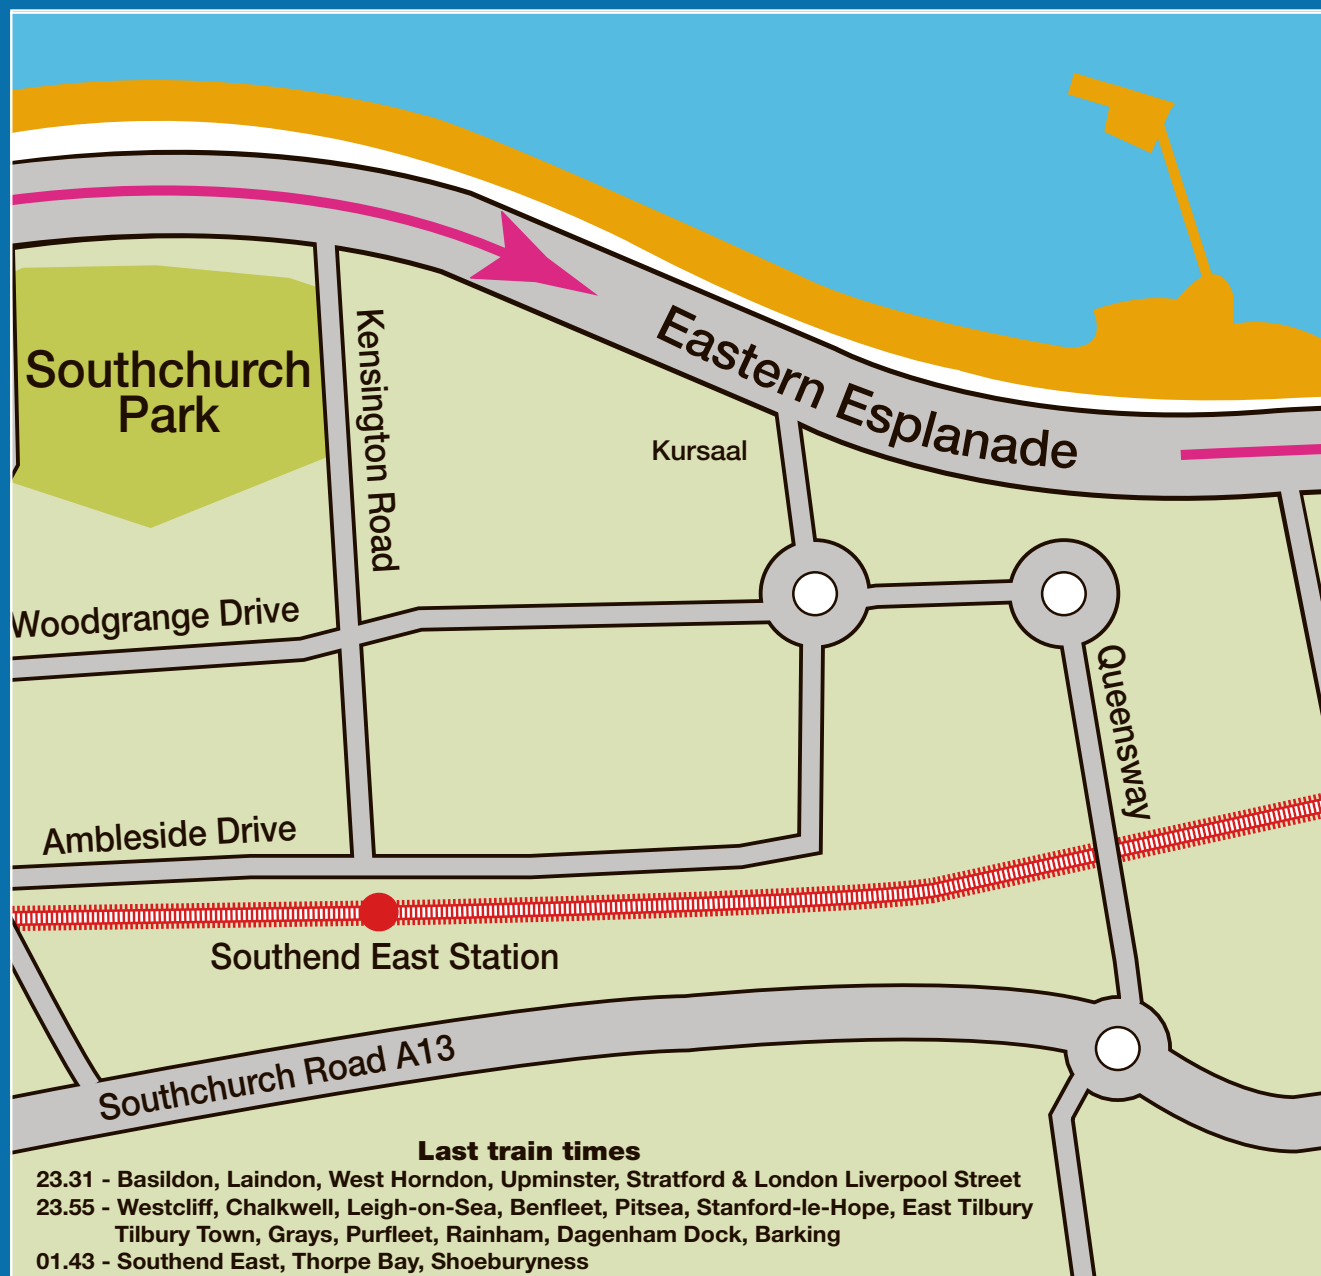 Eastern Esplanade
Southchurch
Park
Kensington Road
Kursaal
Woodgrange Drive
Queensway
Ambleside Drive
Southend East Station
Southchurch Road A13
Last train times
23.31 - Basildon, Laindon, West Horndon, Upminster, Stratford & London Liverpool Street
23.55 - Westcliff, Chalkwell, Leigh-on-Sea, Benfleet, Pitsea, Stanford-le-Hope, East Tilbury
Tilbury Town, Grays, Purfleet, Rainham, Dagenham Dock, Barking
01.43 - Southend East, Thorpe Bay, Shoeburyness